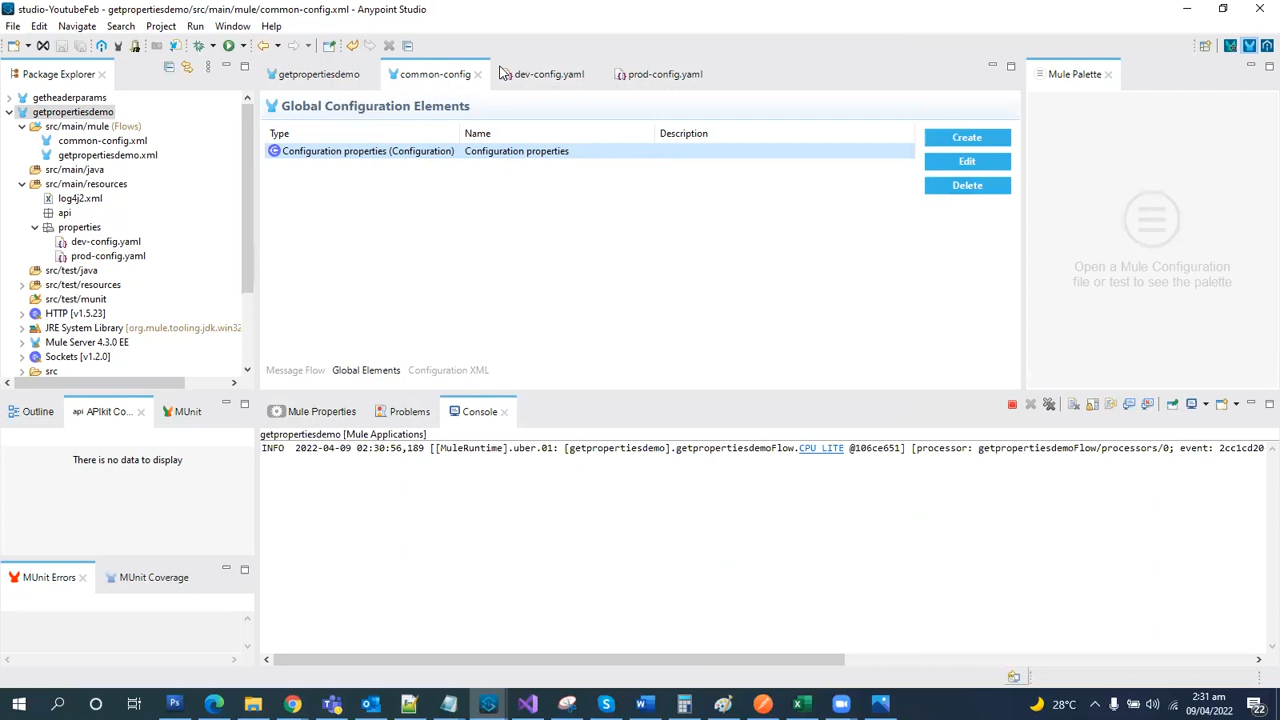 studio-YoutubeFeb - getpropertiesdemo/src/main/mule/common-config.xml - Anypoint Studio
File Edit Navigate Search Project Run Window Help
Package Explorer
getheaderparams
getpropertiesdemo
src/main/mule (Flows)
common-config.xml
getpropertiesdemo.xml
src/main/java
src/main/resources
log4j2.xml
api
properties
dev-config.yaml
prod-config.yaml
src/test/java
src/test/resources
src/test/munit
HTTP [v1.5.23]
JRE System Library [org.mule.tooling.jdk.win32
Mule Server 4.3.0 EE
Sockets [v1.2.0]
src
getpropertiesdemo common-config dev-config.yaml prod-config.yaml
Global Configuration Elements
Type Name Description
Configuration properties (Configuration) Configuration properties
Create
Edit
Delete
Message Flow Global Elements Configuration XML
Mule Palette
Open a Mule Configuration
file or test to see the palette
Outline APIkit Co... MUnit
There is no data to display
MUnit Errors MUnit Coverage
Mule Properties Problems Console
getpropertiesdemo [Mule Applications]
INFO 2022-04-09 02:30:56,189 [[MuleRuntime].uber.01: [getpropertiesdemo].getpropertiesdemoFlow.CPU_LITE @106ce651] [processor: getpropertiesdemoFlow/processors/0; event: 2cc1cd20
28°C
2:31 am
09/04/2022